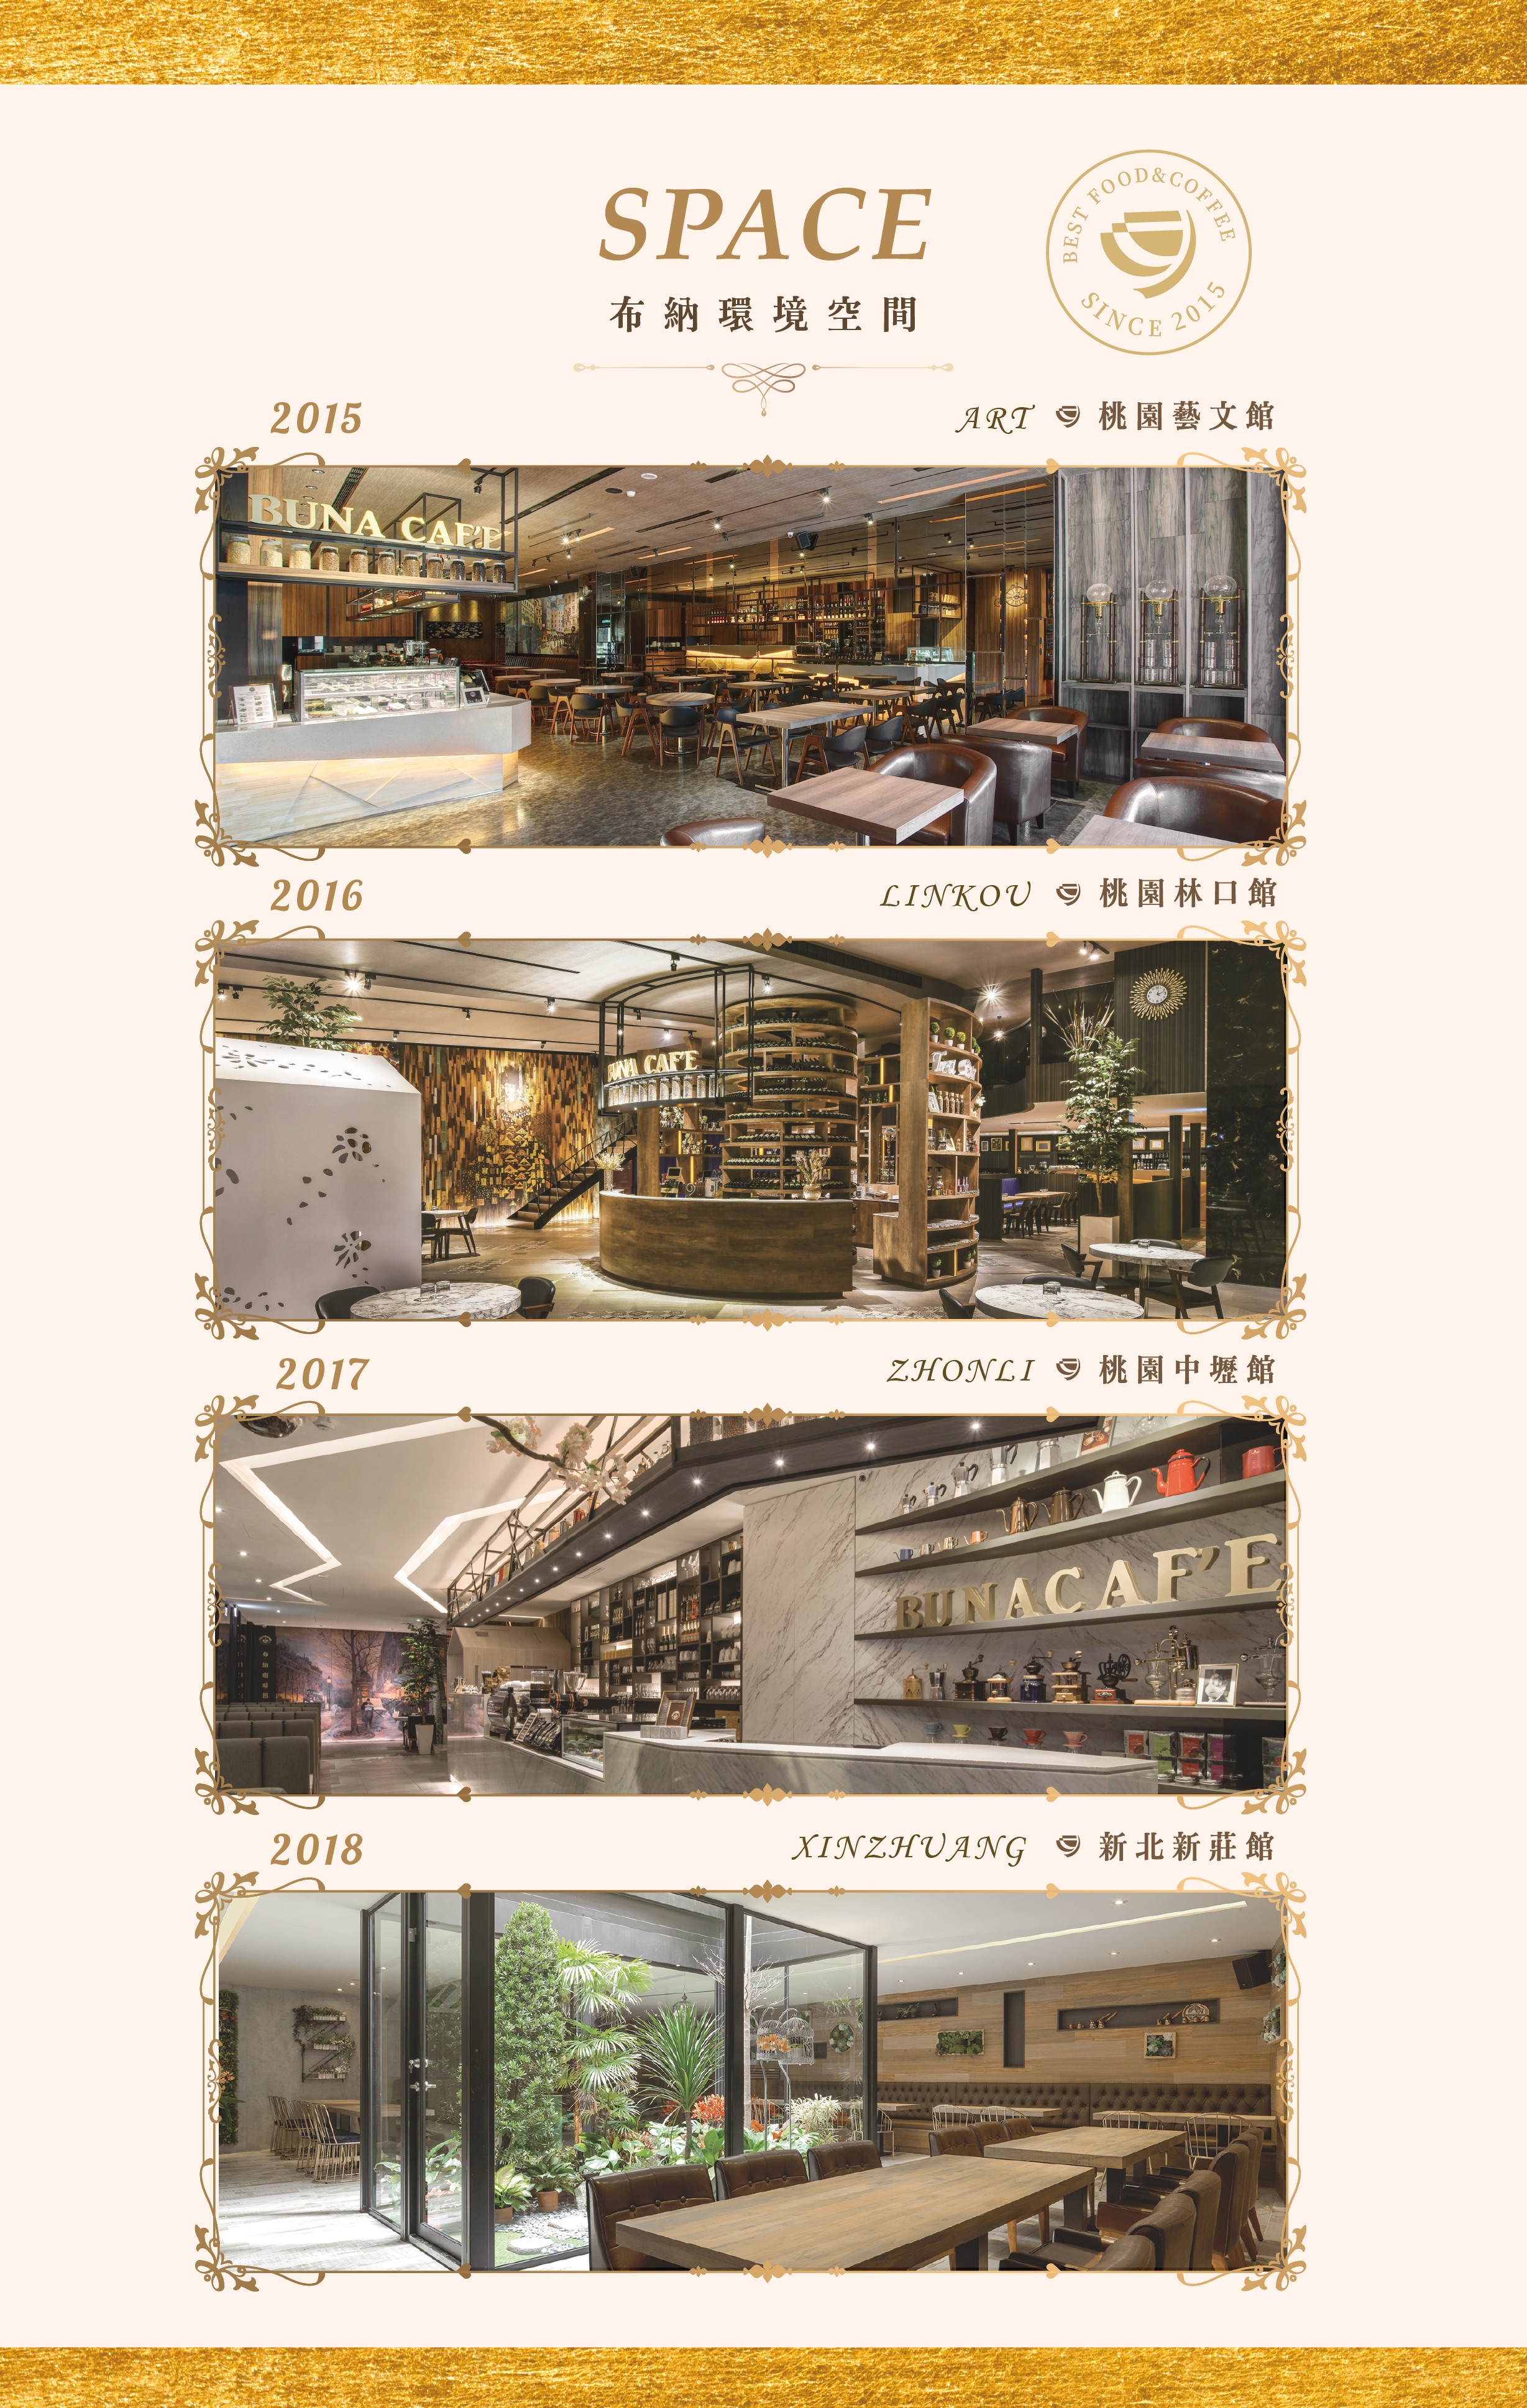 SPACE
布納環境空間
BEST FOOD&COFFEE
SINCE 2015
2015
ART 桃園藝文館
BUNA CAF'E
2016
LINKOU 桃園林口館
BUNA CAF'E
2017
ZHONLI 桃園中壢館
BUNACAF'E
2018
XINZHUANG 新北新莊館